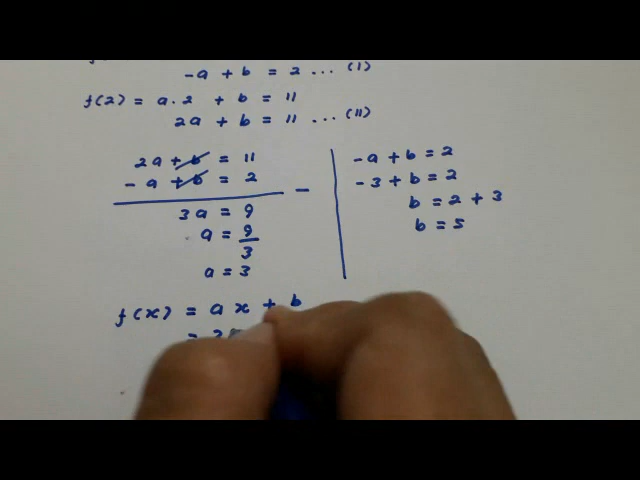 -a + b = 2 ... (I)
f(2) = a.2 + b = 11
2a + b = 11 ... (II)
2a + b = 11
-a + b = 2
-
3a = 9
a = 9/3
a = 3
-a + b = 2
-3 + b = 2
b = 2 + 3
b = 5
f(x) = ax + b
= 3